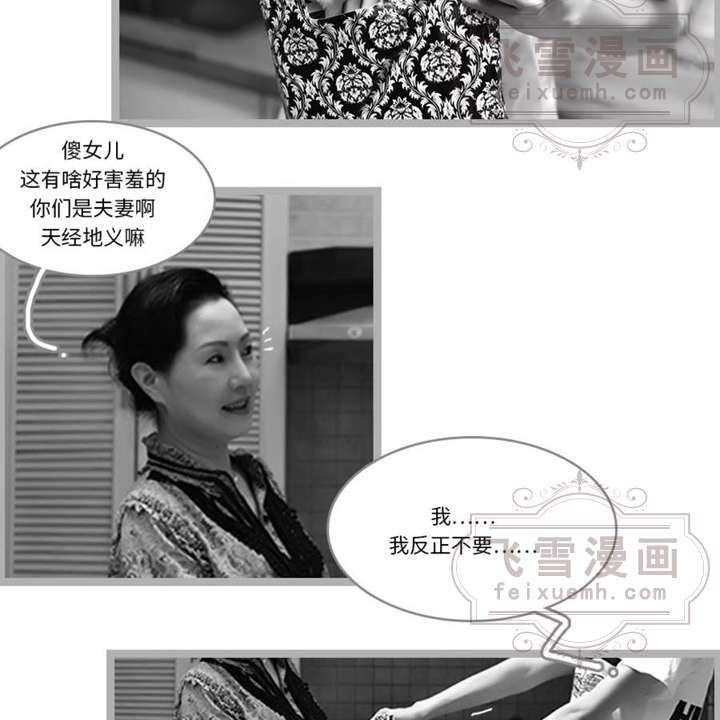 飞雪漫画
feixuemh.com
傻女儿
这有啥好害羞的
你们是夫妻啊
天经地义嘛
我……
我反正不要……
飞雪漫画
feixuemh.com